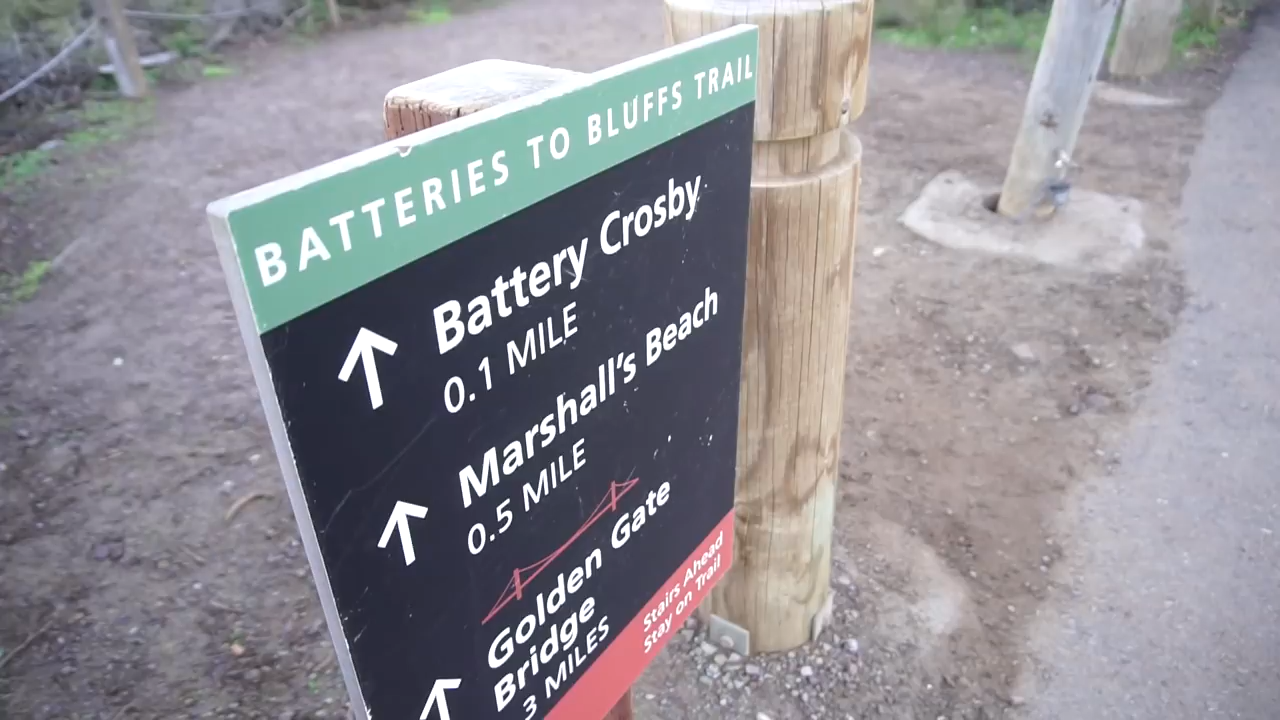 BATTERIES TO BLUFFS TRAIL
Battery Crosby
0.1 MILE
Marshall's Beach
0.5 MILE
Golden Gate
Bridge
3 MILES
Stairs Ahead
Stay on Trail